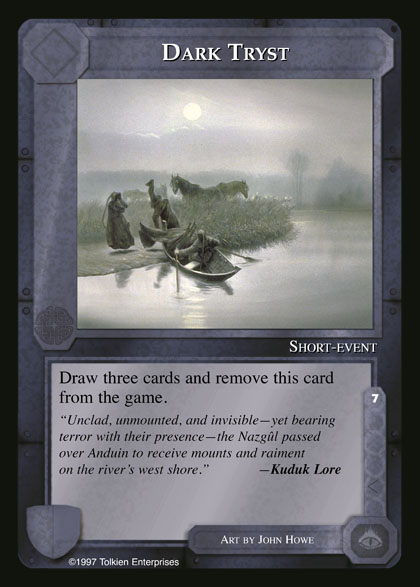 DARK TRYST
SHORT-EVENT
Draw three cards and remove this card
from the game.
7
“Unclad, unmounted, and invisible—yet bearing
terror with their presence—the Nazgûl passed
over Anduin to receive mounts and raiment
on the river’s west shore.” —Kuduk Lore
ART BY JOHN HOWE
©1997 Tolkien Enterprises